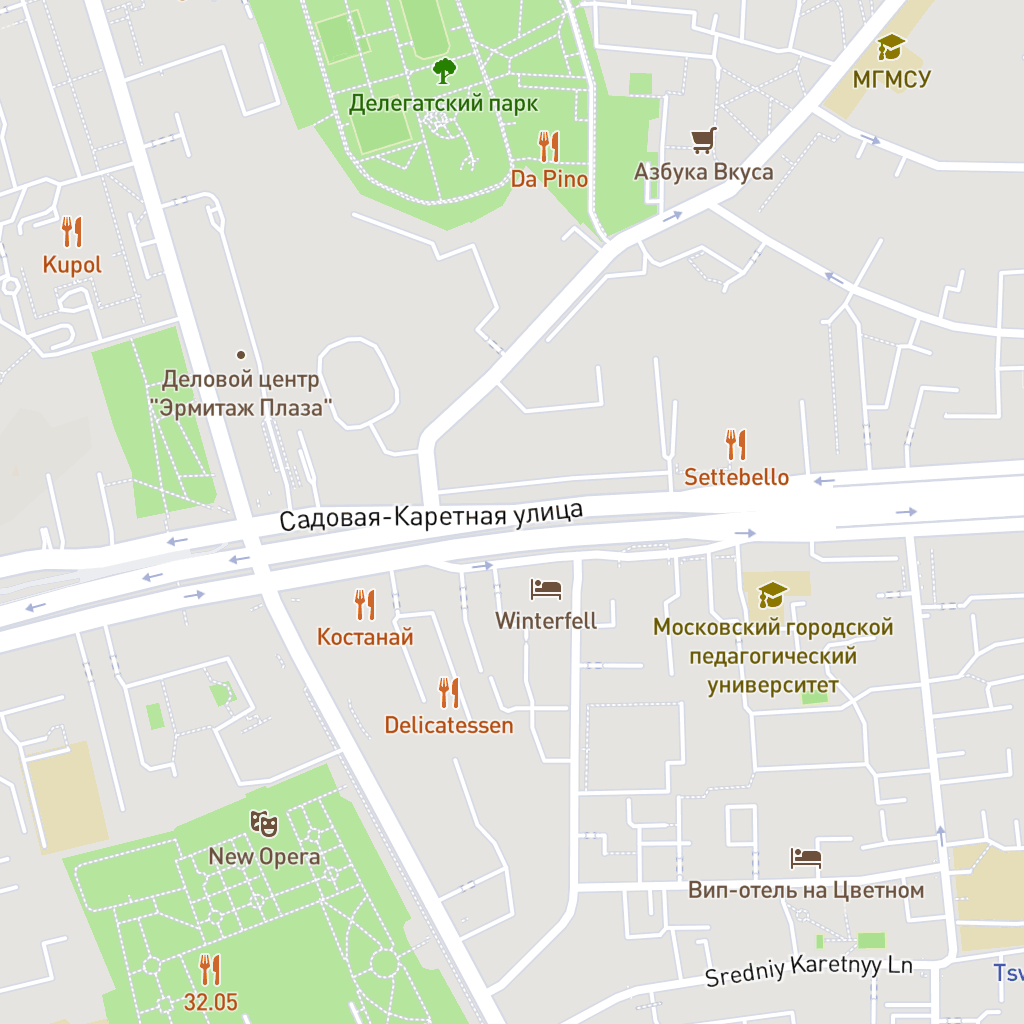 МГМСУ
Делегатский парк
Азбука Вкуса
Da Pino
Kupol
Деловой центр
"Эрмитаж Плаза"
Settebello
Садовая-Каретная улица
Winterfell
Костанай
Московский городской
педагогический
университет
Delicatessen
New Opera
Вип-отель на Цветном
Sredniy Karetnyy Ln
Tsv
32.05